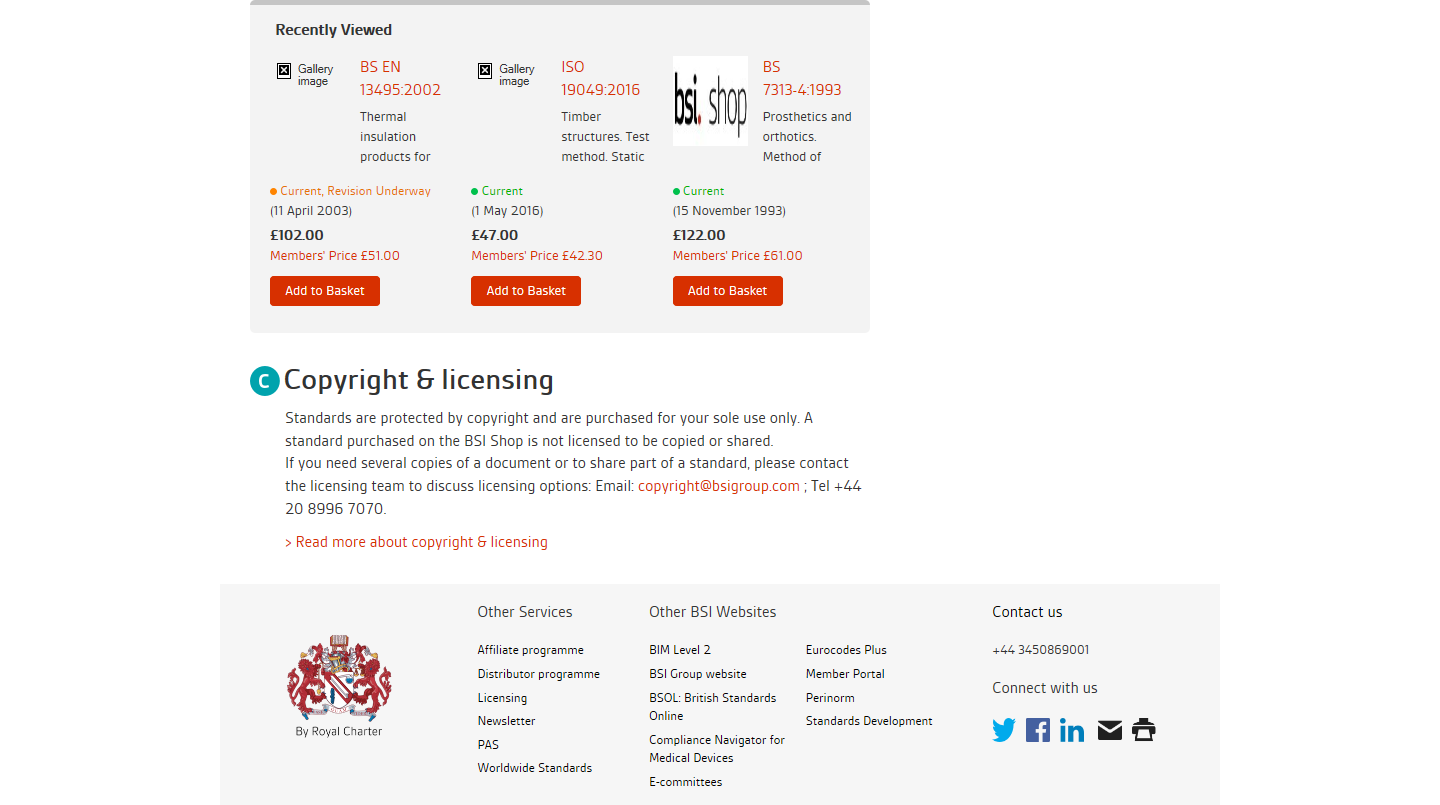 Recently Viewed
Gallery image
BS EN
13495:2002
Thermal
insulation
products for
Current, Revision Underway
(11 April 2003)
£102.00
Members' Price £51.00
Add to Basket
Gallery image
ISO
19049:2016
Timber
structures. Test
method. Static
Current
(1 May 2016)
£47.00
Members' Price £42.30
Add to Basket
bsi. shop
BS
7313-4:1993
Prosthetics and
orthotics.
Method of
Current
(15 November 1993)
£122.00
Members' Price £61.00
Add to Basket
C Copyright & licensing
Standards are protected by copyright and are purchased for your sole use only. A
standard purchased on the BSI Shop is not licensed to be copied or shared.
If you need several copies of a document or to share part of a standard, please contact
the licensing team to discuss licensing options: Email: copyright@bsigroup.com ; Tel +44
20 8996 7070.
> Read more about copyright & licensing
By Royal Charter
Other Services
Affiliate programme
Distributor programme
Licensing
Newsletter
PAS
Worldwide Standards
Other BSI Websites
BIM Level 2
BSI Group website
BSOL: British Standards
Online
Compliance Navigator for
Medical Devices
E-committees
Eurocodes Plus
Member Portal
Perinorm
Standards Development
Contact us
+44 3450869001
Connect with us